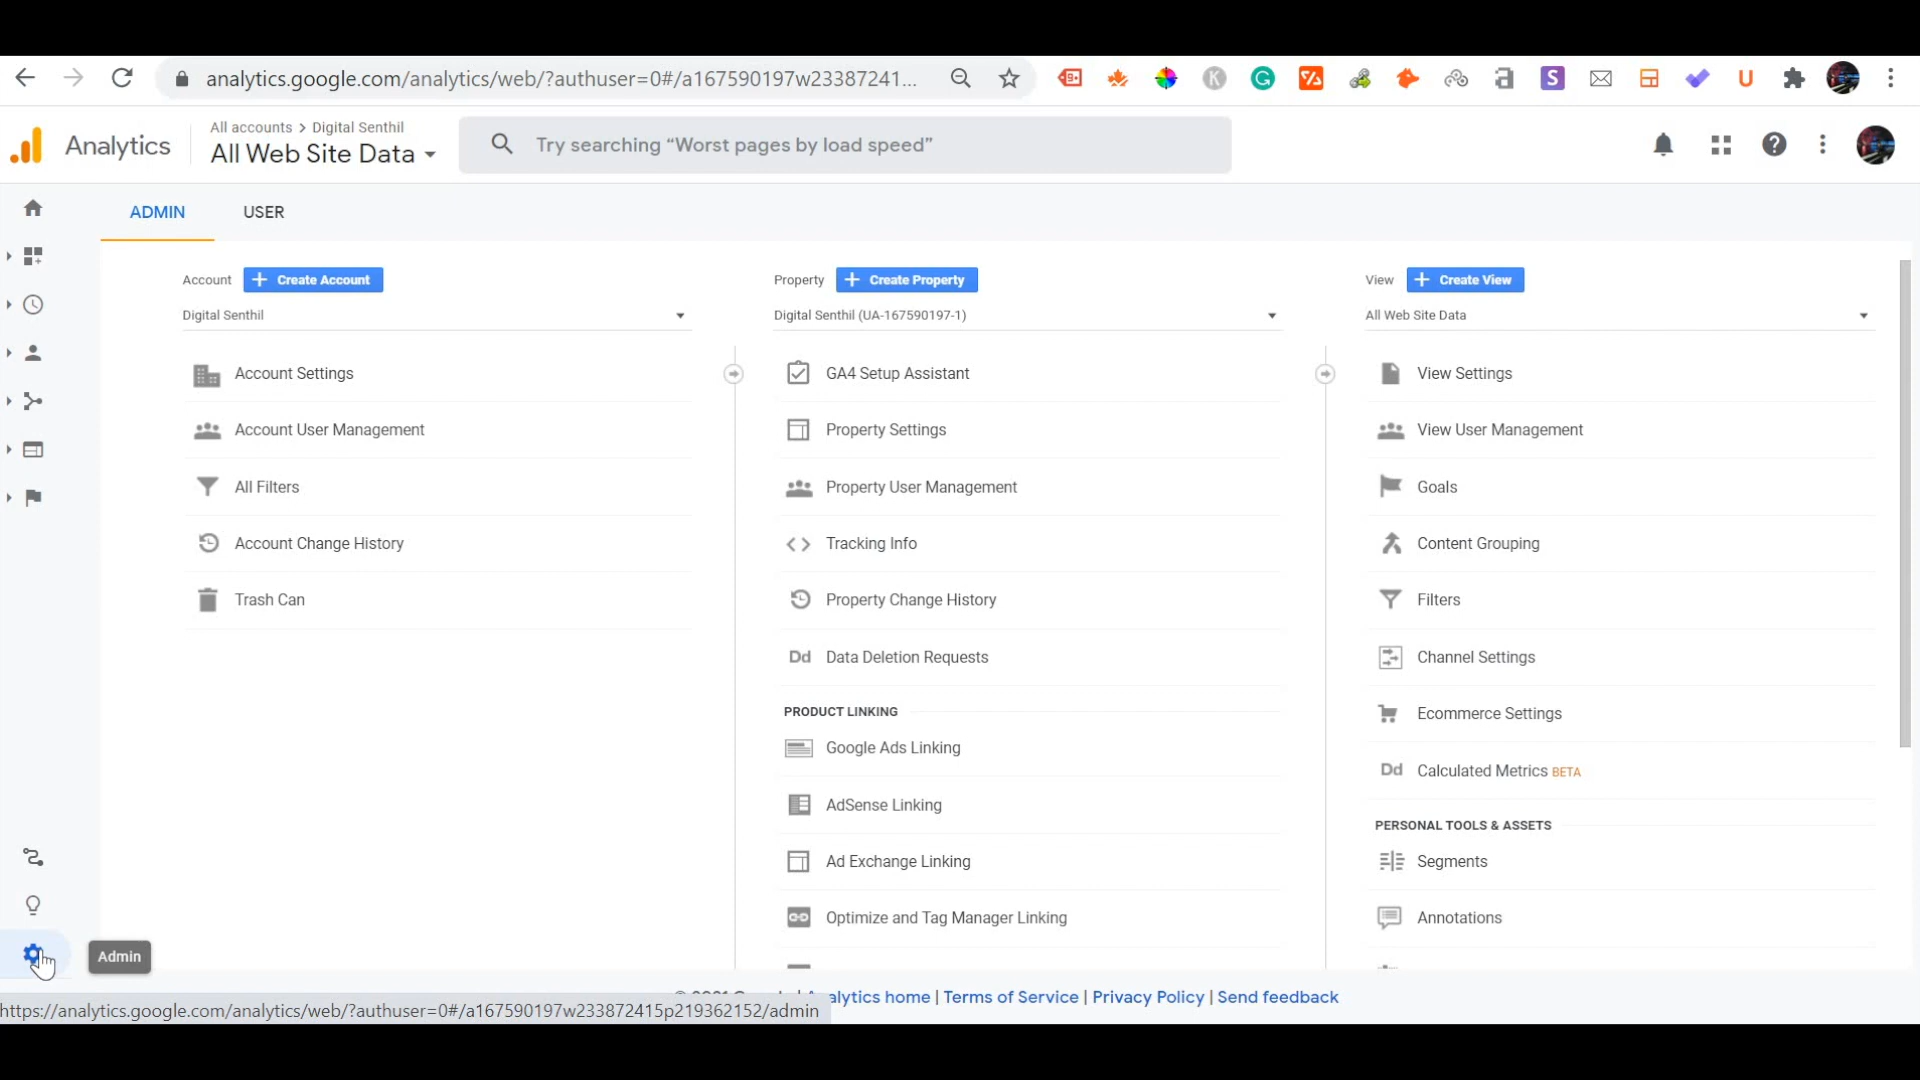 analytics.google.com/analytics/web/?authuser=0#/a167590197w23387241...
Analytics
All accounts > Digital Senthil
All Web Site Data
Try searching “Worst pages by load speed”
ADMIN
USER
Account
+ Create Account
Digital Senthil
Account Settings
Account User Management
All Filters
Account Change History
Trash Can
Property
+ Create Property
Digital Senthil (UA-167590197-1)
GA4 Setup Assistant
Property Settings
Property User Management
Tracking Info
Property Change History
Dd Data Deletion Requests
PRODUCT LINKING
Google Ads Linking
AdSense Linking
Ad Exchange Linking
Optimize and Tag Manager Linking
View
+ Create View
All Web Site Data
View Settings
View User Management
Goals
Content Grouping
Filters
Channel Settings
Ecommerce Settings
Dd Calculated Metrics BETA
PERSONAL TOOLS & ASSETS
Segments
Annotations
Admin
alytics home | Terms of Service | Privacy Policy | Send feedback
https://analytics.google.com/analytics/web/?authuser=0#/a167590197w233872415p219362152/admin